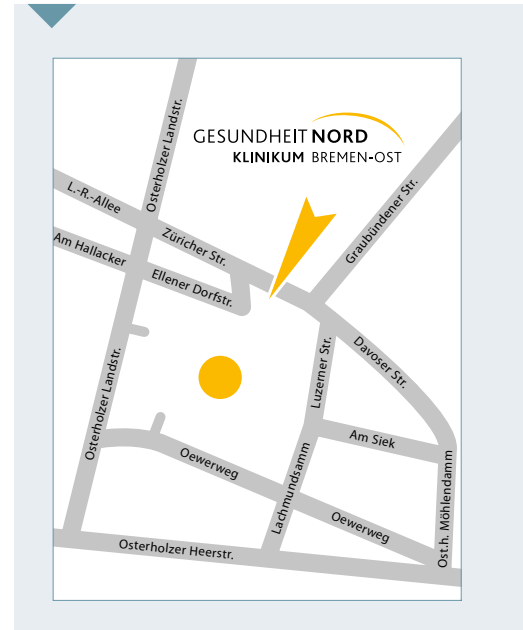 GESUNDHEIT NORD
KLINIKUM BREMEN-OST
Osterholzer Landstr.
L.-R.-Allee
Züricher Str.
Graubündener Str.
Am Hallacker
Ellener Dorfstr.
Osterholzer Landstr.
Luzerner Str.
Davoser Str.
Am Siek
Oewerweg
Lachmundsamm
Oewerweg
Ost.h. Möhlendamm
Osterholzer Heerstr.